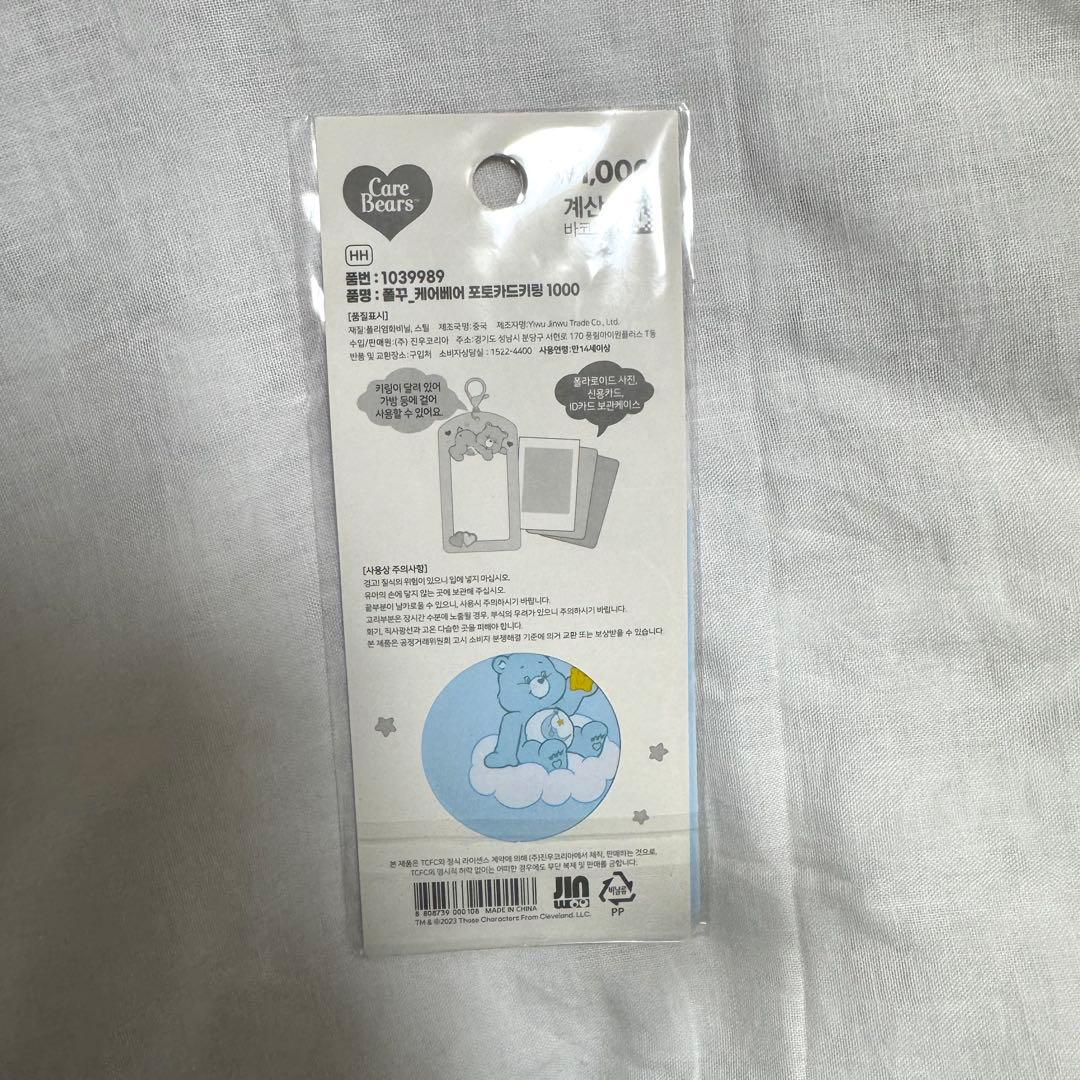 Care
Bears™
₩1,000
계산
바코
HH
품번 : 1039989
품명 : 폴꾸_케어베어 포토카드키링 1000
[품질표시]
재질:폴리염화비닐, 스틸 제조국명:중국 제조자명:Yiwu Jinwu Trade Co., Ltd.
수입/판매원:(주) 진우코리아 주소:경기도 성남시 분당구 서현로 170 풍림아이원플러스 T동
반품 및 교환장소:구입처 소비자상담실 : 1522-4400 사용연령:만14세이상
키링이 달려 있어
가방 등에 걸어
사용할 수 있어요.
폴라로이드 사진,
신용카드,
ID카드 보관케이스
[사용상 주의사항]
경고! 질식의 위험이 있으니 입에 넣지 마십시오.
유아의 손에 닿지 않는 곳에 보관해 주십시오.
끝부분이 날카로울 수 있으니, 사용시 주의하시기 바랍니다.
고리부분은 장시간 수분에 노출될 경우, 부식의 우려가 있으니 주의하시기 바랍니다.
화기, 직사광선과 고온 다습한 곳을 피해야 합니다.
본 제품은 공정거래위원회 고시 소비자 분쟁해결 기준에 의거 교환 또는 보상받을 수 있습니다.
본 제품은 TCFC와 정식 라이센스 계약에 의해 (주)진우코리아에서 제작, 판매하는 것으로,
TCFC의 명시적 허락 없이는 어떠한 경우에도 무단 복제 및 판매를 금합니다.
8 808739 000108 MADE IN CHINA
JIN
WOO
비닐류
PP
TM & ©2023 Those Characters From Cleveland, LLC.